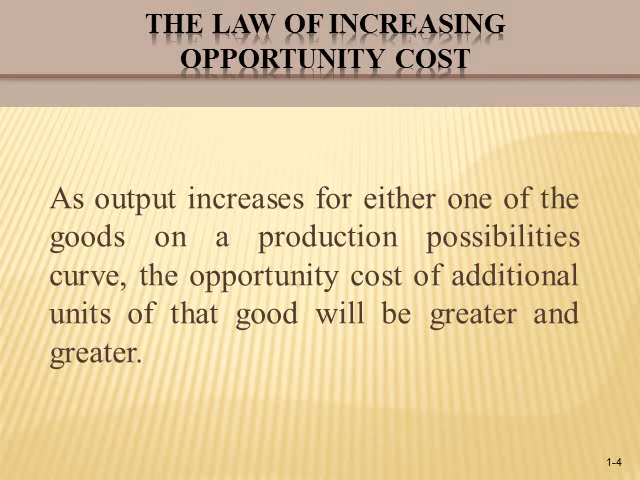 THE LAW OF INCREASING
OPPORTUNITY COST
As output increases for either one of the
goods on a production possibilities
curve, the opportunity cost of additional
units of that good will be greater and
greater.
1-4